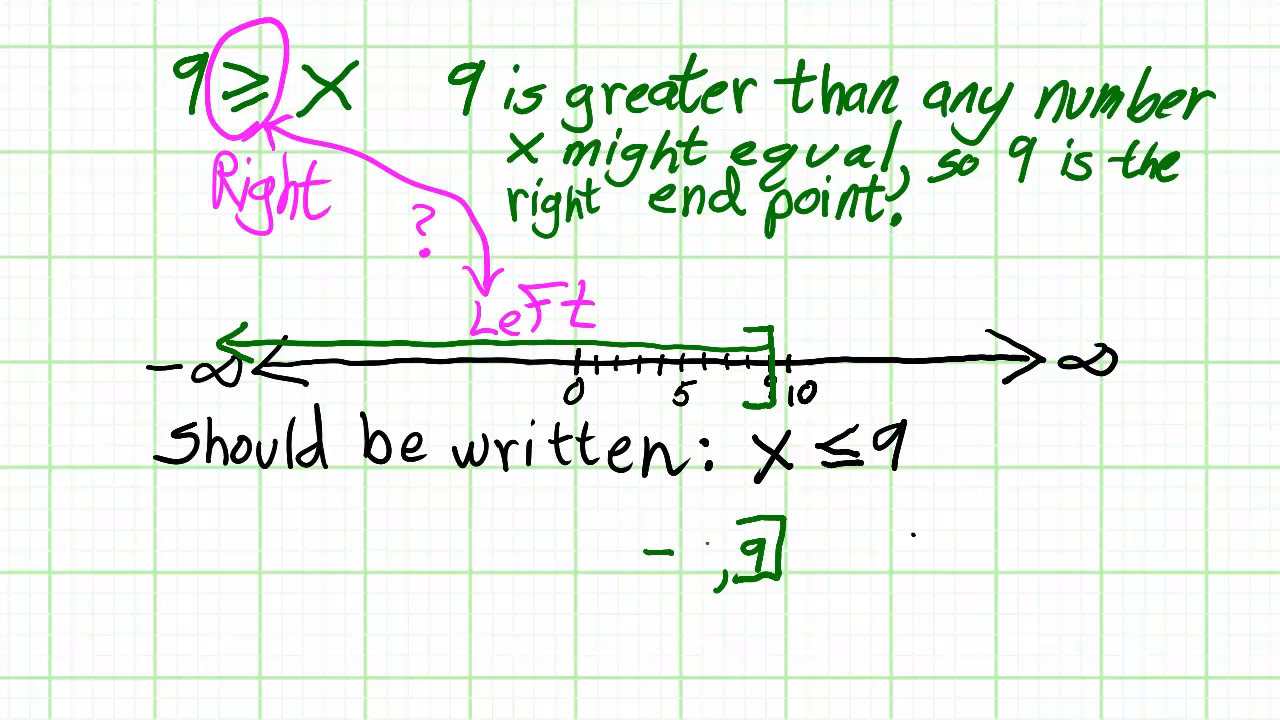 9 ≥ x
9 is greater than any number
x might equal, so 9 is the
right end point.
Right
?
Left
-∞ 0 5 9 10 ∞
Should be written: x ≤ 9
- ,9]